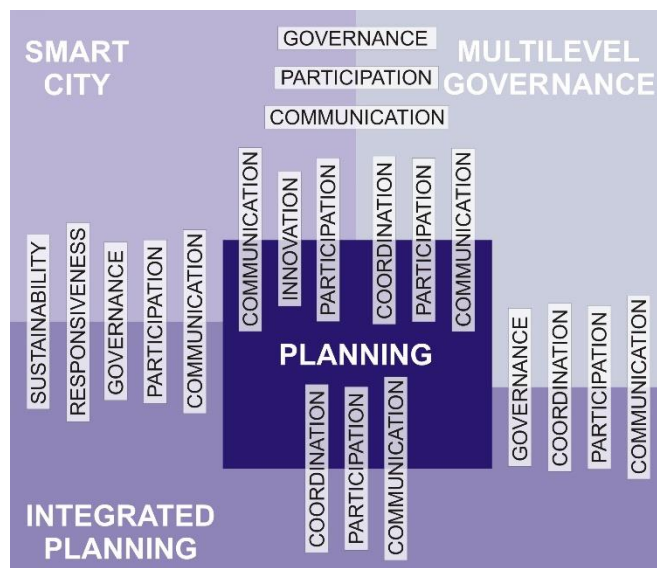 SMART
CITY
GOVERNANCE
PARTICIPATION
COMMUNICATION
MULTILEVEL
GOVERNANCE
COMMUNICATION
INNOVATION
PARTICIPATION
COORDINATION
PARTICIPATION
COMMUNICATION
SUSTAINABILITY
RESPONSIVENESS
GOVERNANCE
PARTICIPATION
COMMUNICATION
PLANNING
GOVERNANCE
COORDINATION
PARTICIPATION
COMMUNICATION
COORDINATION
PARTICIPATION
COMMUNICATION
INTEGRATED
PLANNING